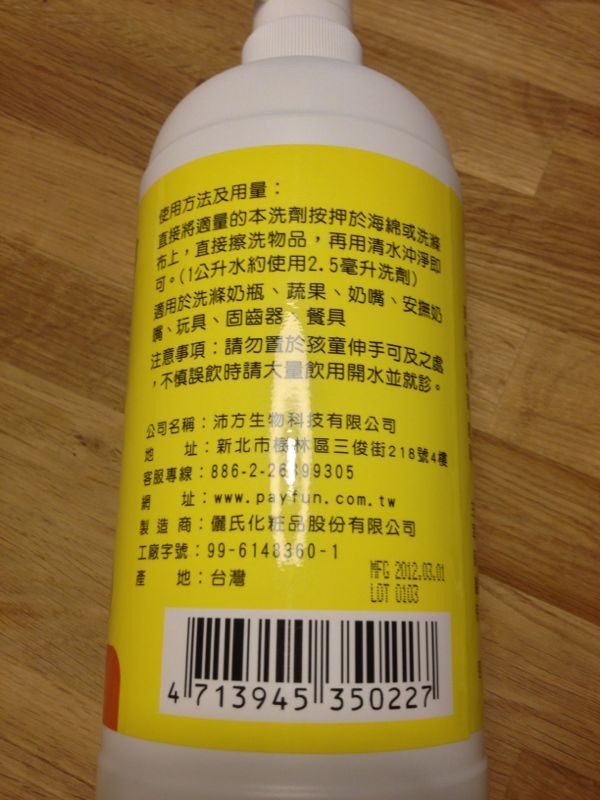 使用方法及用量：
直接將適量的本洗劑按押於海綿或洗滌
布上，直接擦洗物品，再用清水沖淨即
可。(1公升水約使用2.5毫升洗劑)
適用於洗滌奶瓶、蔬果、奶嘴、安撫奶
嘴、玩具、固齒器、餐具
注意事項：請勿置於孩童伸手可及之處
，不慎誤飲時請大量飲用開水並就診。
公司名稱：沛方生物科技有限公司
地 址：新北市樹林區三俊街218號4樓
客服專線：886-2-26899305
網 址：www.payfun.com.tw
製造商：儷氏化粧品股份有限公司
工廠字號：99-6148360-1
產 地：台灣
MFG 2012.03.01
LOT 0103
4 713945 350227